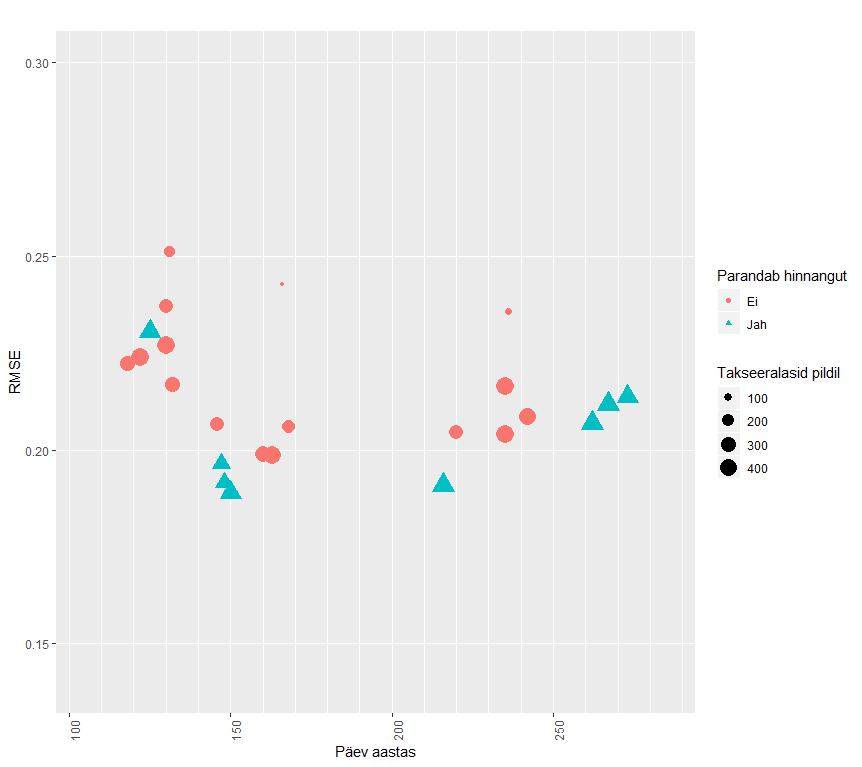 0.30
0.25
0.20
0.15
RMSE
100
150
200
250
Päev aastas
Parandab hinnangut
Ei
Jah
Takseeralasid pildil
100
200
300
400